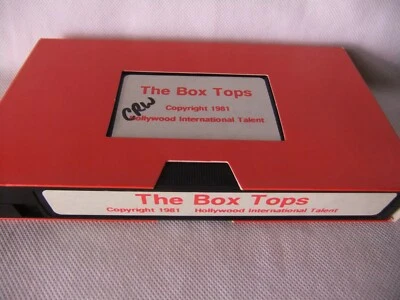 The Box Tops
CRW
Copyright 1981
Hollywood International Talent
The Box Tops
Copyright 1981 Hollywood International Talent